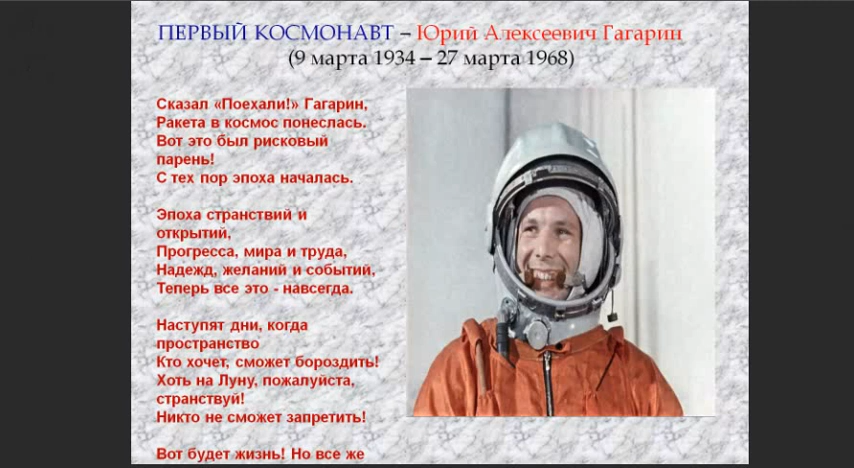 ПЕРВЫЙ КОСМОНАВТ – Юрий Алексеевич Гагарин
(9 марта 1934 – 27 марта 1968)
Сказал «Поехали!» Гагарин,
Ракета в космос понеслась.
Вот это был рисковый
парень!
С тех пор эпоха началась.
Эпоха странствий и
открытий,
Прогресса, мира и труда,
Надежд, желаний и событий,
Теперь все это - навсегда.
Наступят дни, когда
пространство
Кто хочет, сможет бороздить!
Хоть на Луну, пожалуйста,
странствуй!
Никто не сможет запретить!
Вот будет жизнь! Но все же